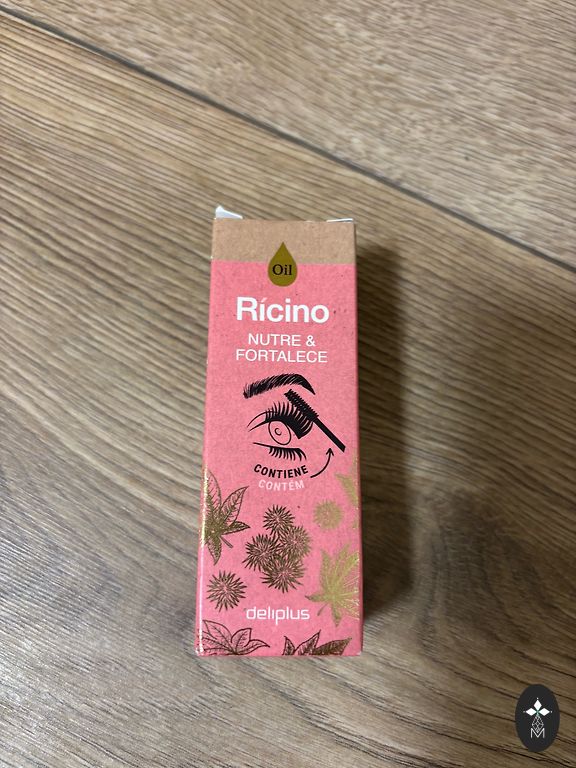 Oil
Rícino
NUTRE &
FORTALECE
CONTIENE
CONTÉM
deliplus
M